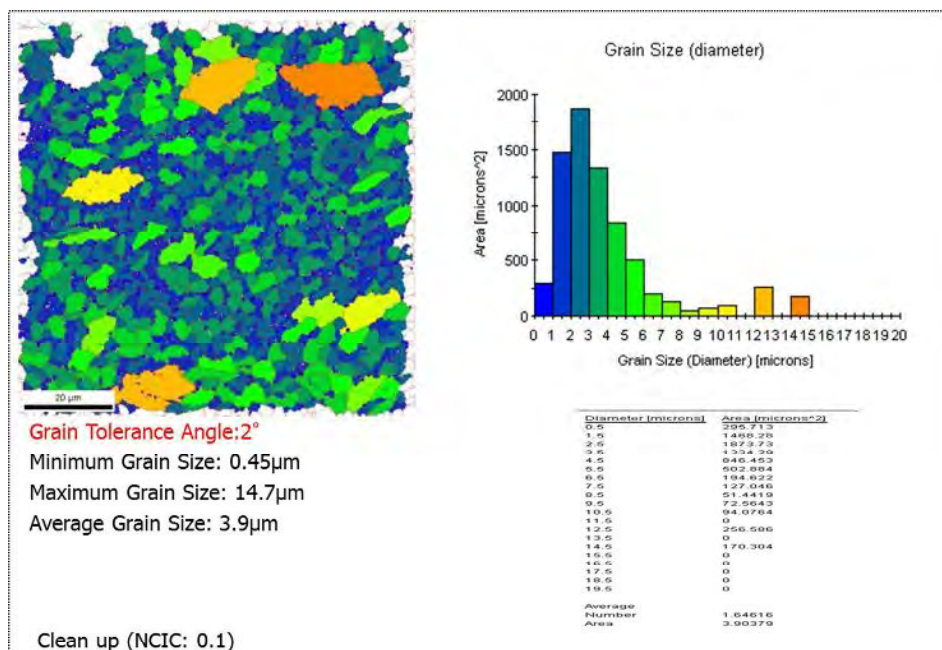 Grain Size (diameter)
2000
1500
1000
500
0
Area [microns^2]
0 1 2 3 4 5 6 7 8 9 10 11 12 13 14 15 16 17 18 19 20
Grain Size (Diameter) [microns]
20 µm
Grain Tolerance Angle:2°
Minimum Grain Size: 0.45µm
Maximum Grain Size: 14.7µm
Average Grain Size: 3.9µm
Clean up (NCIC: 0.1)
Diameter [microns] Area [microns^2]
0.5 295.713
1.5 1468.28
2.5 1873.73
3.5 1334.39
4.5 846.453
5.5 502.884
6.5 194.622
7.5 127.046
8.5 51.4419
9.5 72.5643
10.5 94.0764
11.5 0
12.5 256.586
13.5 0
14.5 170.304
15.5 0
16.5 0
17.5 0
18.5 0
19.5 0
Average
Number 1.64616
Area 3.90379